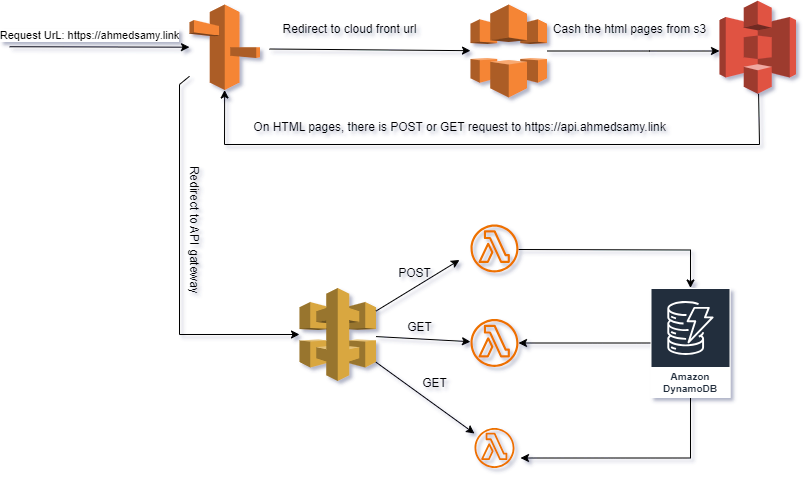 Request UrL: https://ahmedsamy.link
Redirect to cloud front url
Cash the html pages from s3
On HTML pages, there is POST or GET request to https://api.ahmedsamy.link
Redirect to API gateway
POST
GET
GET
Amazon
DynamoDB